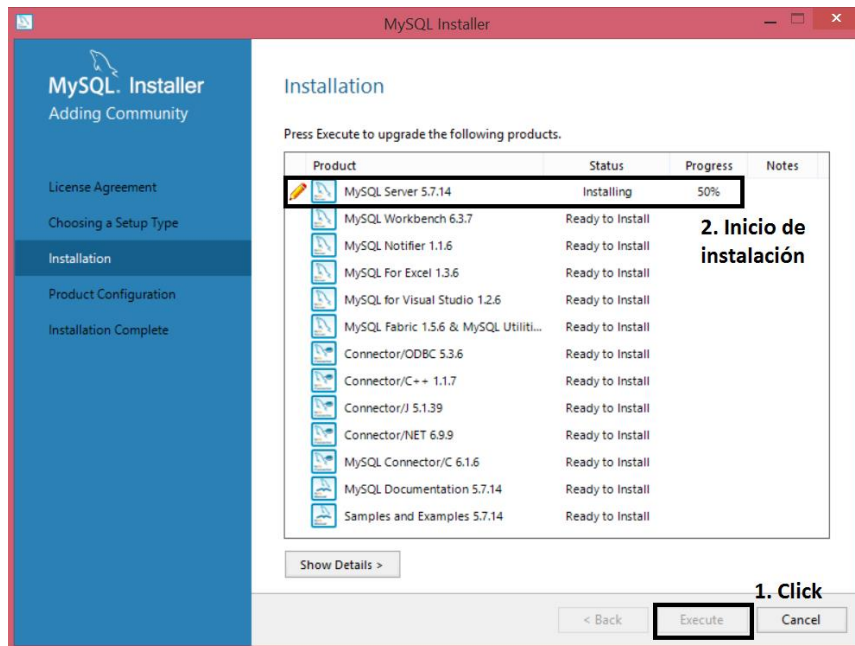 MySQL Installer
MySQL. Installer
Adding Community
License Agreement
Choosing a Setup Type
Installation
Product Configuration
Installation Complete
Installation
Press Execute to upgrade the following products.
Product Status Progress Notes
MySQL Server 5.7.14 Installing 50%
MySQL Workbench 6.3.7 Ready to Install
MySQL Notifier 1.1.6 Ready to Install
MySQL For Excel 1.3.6 Ready to Install
MySQL for Visual Studio 1.2.6 Ready to Install
MySQL Fabric 1.5.6 & MySQL Utiliti... Ready to Install
Connector/ODBC 5.3.6 Ready to Install
Connector/C++ 1.1.7 Ready to Install
Connector/J 5.1.39 Ready to Install
Connector/NET 6.9.9 Ready to Install
MySQL Connector/C 6.1.6 Ready to Install
MySQL Documentation 5.7.14 Ready to Install
Samples and Examples 5.7.14 Ready to Install
2. Inicio de
instalación
Show Details >
1. Click
< Back Execute Cancel